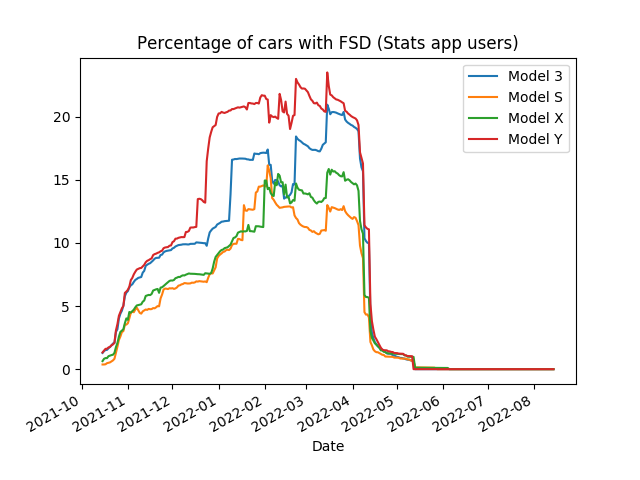 Percentage of cars with FSD (Stats app users)
Model 3
Model S
Model X
Model Y
20
15
10
5
0
2021-10
2021-11
2021-12
2022-01
2022-02
2022-03
2022-04
2022-05
2022-06
2022-07
2022-08
Date